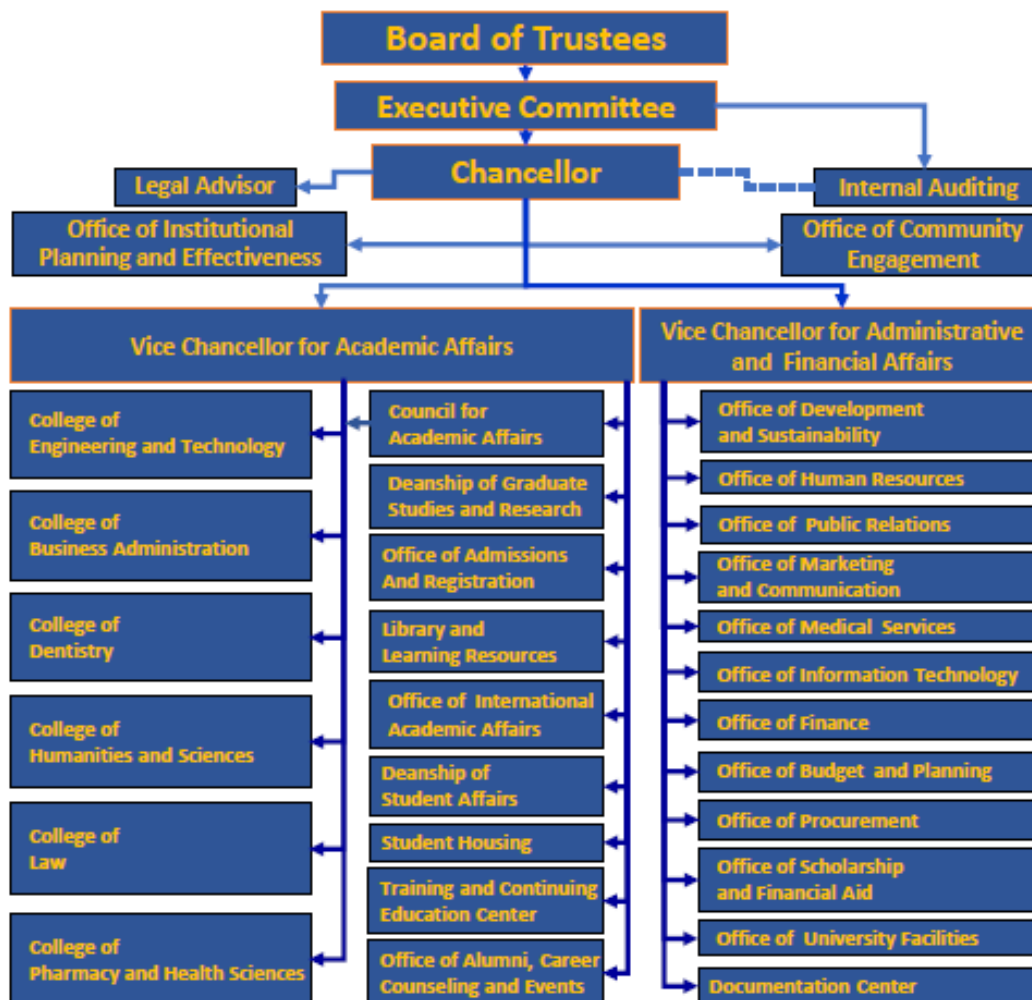 Board of Trustees
Executive Committee
Chancellor
Legal Advisor
Internal Auditing
Office of Institutional
Planning and Effectiveness
Office of Community
Engagement
Vice Chancellor for Academic Affairs
Vice Chancellor for Administrative
and Financial Affairs
College of
Engineering and Technology
College of
Business Administration
College of
Dentistry
College of
Humanities and Sciences
College of
Law
College of
Pharmacy and Health Sciences
Council for
Academic Affairs
Deanship of Graduate
Studies and Research
Office of Admissions
And Registration
Library and
Learning Resources
Office of International
Academic Affairs
Deanship of
Student Affairs
Student Housing
Training and Continuing
Education Center
Office of Alumni, Career
Counseling and Events
Office of Development
and Sustainability
Office of Human Resources
Office of Public Relations
Office of Marketing
and Communication
Office of Medical Services
Office of Information Technology
Office of Finance
Office of Budget and Planning
Office of Procurement
Office of Scholarship
and Financial Aid
Office of University Facilities
Documentation Center